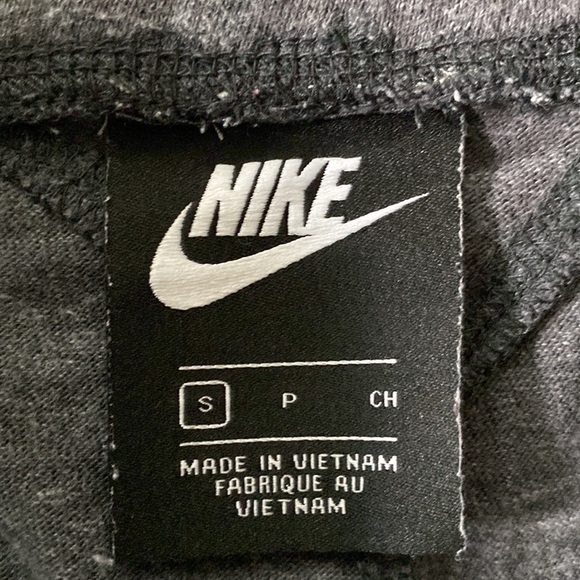 NIKE
S P CH
MADE IN VIETNAM
FABRIQUE AU
VIETNAM